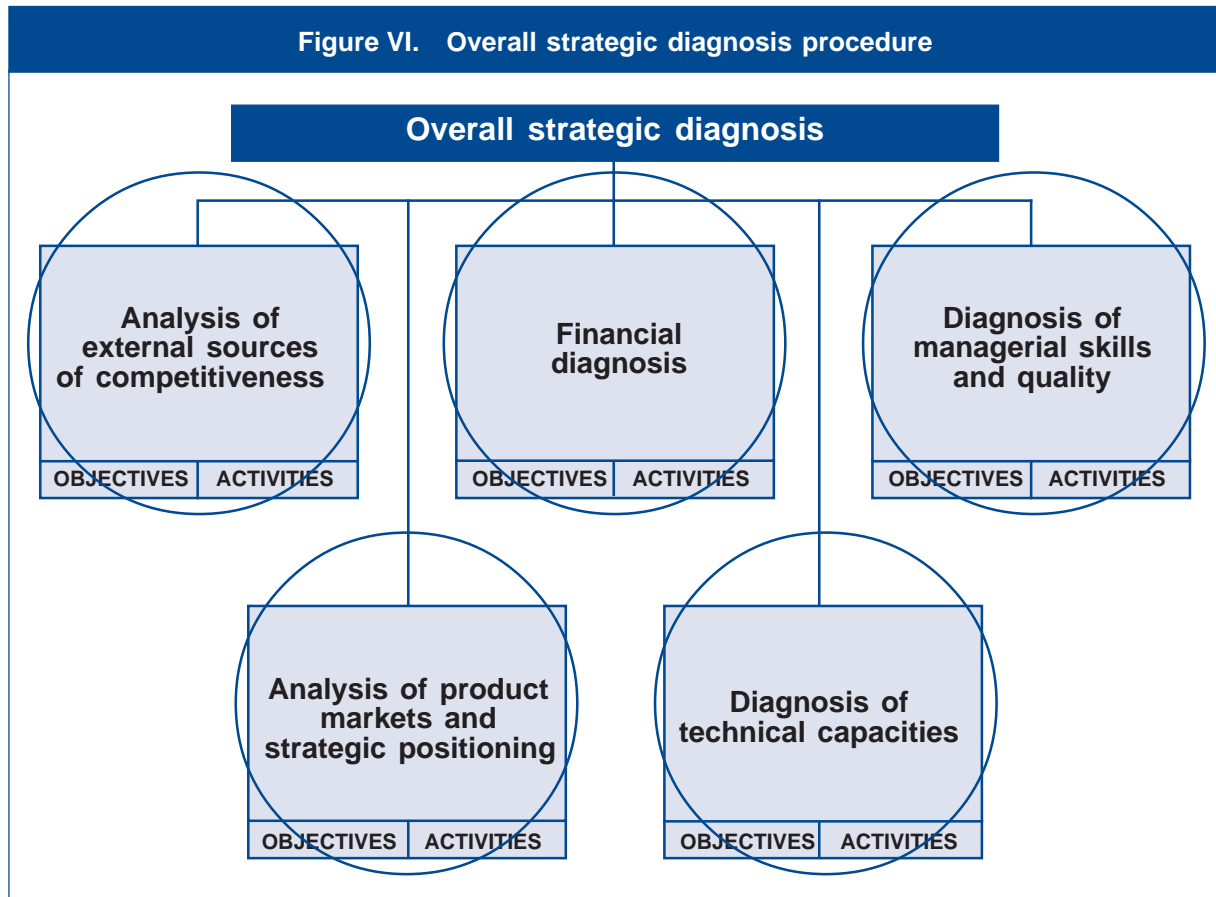 Figure VI. Overall strategic diagnosis procedure
Overall strategic diagnosis
Analysis of
external sources
of competitiveness
OBJECTIVES ACTIVITIES
Financial
diagnosis
OBJECTIVES ACTIVITIES
Diagnosis of
managerial skills
and quality
OBJECTIVES ACTIVITIES
Analysis of product
markets and
strategic positioning
OBJECTIVES ACTIVITIES
Diagnosis of
technical capacities
OBJECTIVES ACTIVITIES